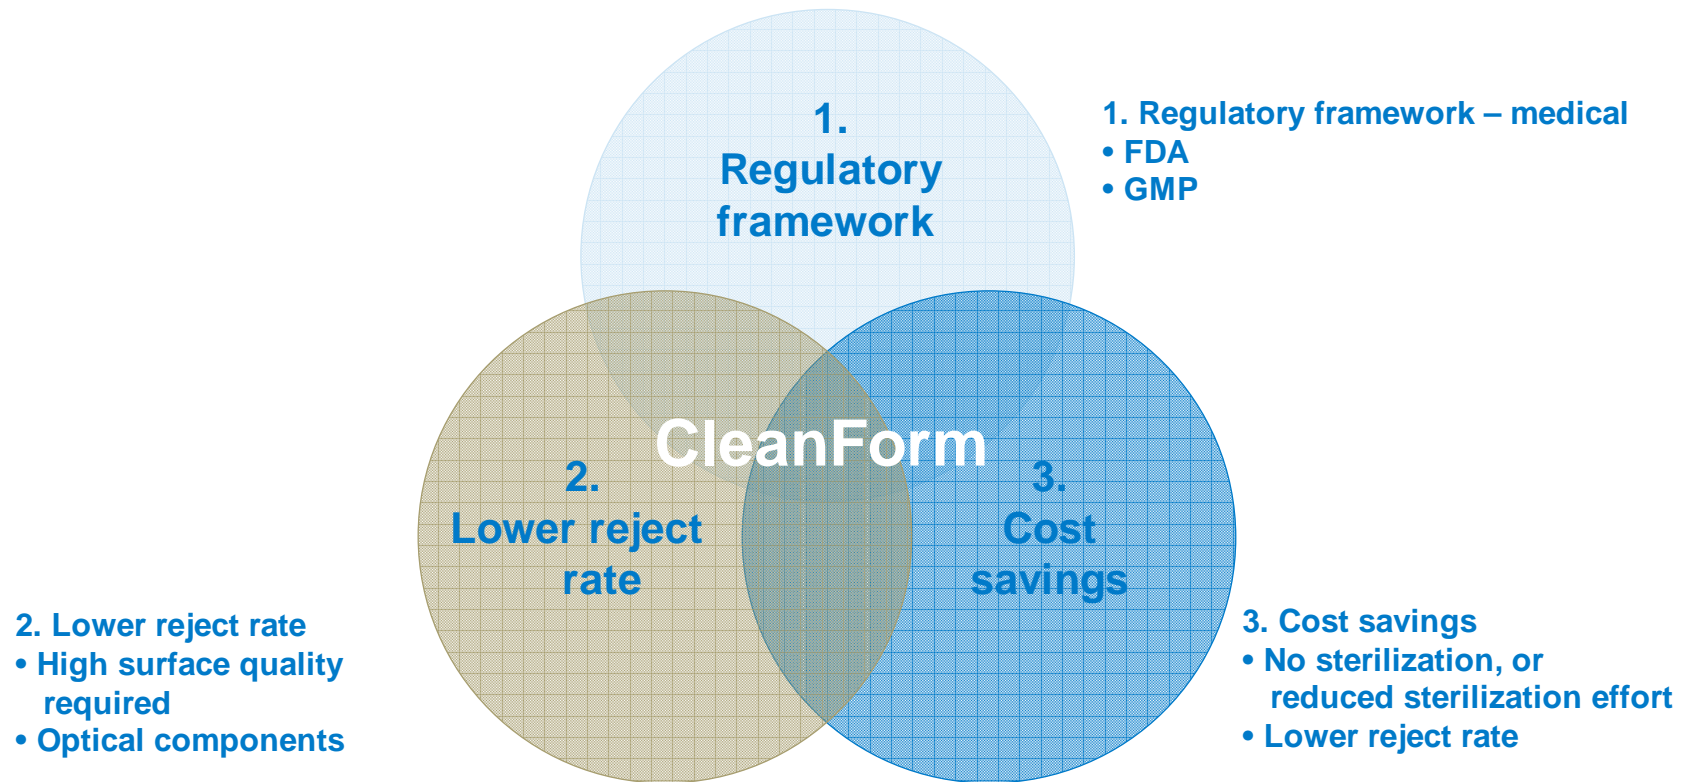 1.
Regulatory
framework
1. Regulatory framework – medical
• FDA
• GMP
CleanForm
2.
Lower reject
rate
3.
Cost
savings
2. Lower reject rate
• High surface quality
required
• Optical components
3. Cost savings
• No sterilization, or
reduced sterilization effort
• Lower reject rate